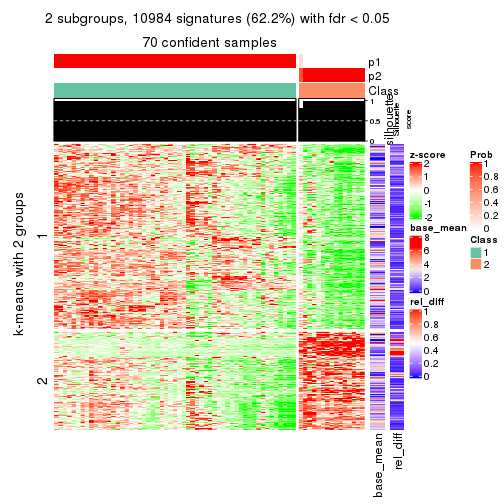 2 subgroups, 10984 signatures (62.2%) with fdr < 0.05
70 confident samples
p1
p2
Class
1
0.5
0
silhouette
Silhouette
score
k-means with 2 groups
1
2
base_mean
rel_diff
z-score
2
1
0
-1
-2
base_mean
8
6
4
2
0
rel_diff
1
0.8
0.6
0.4
0.2
0
Prob
1
0.8
0.6
0.4
0.2
0
Class
1
2